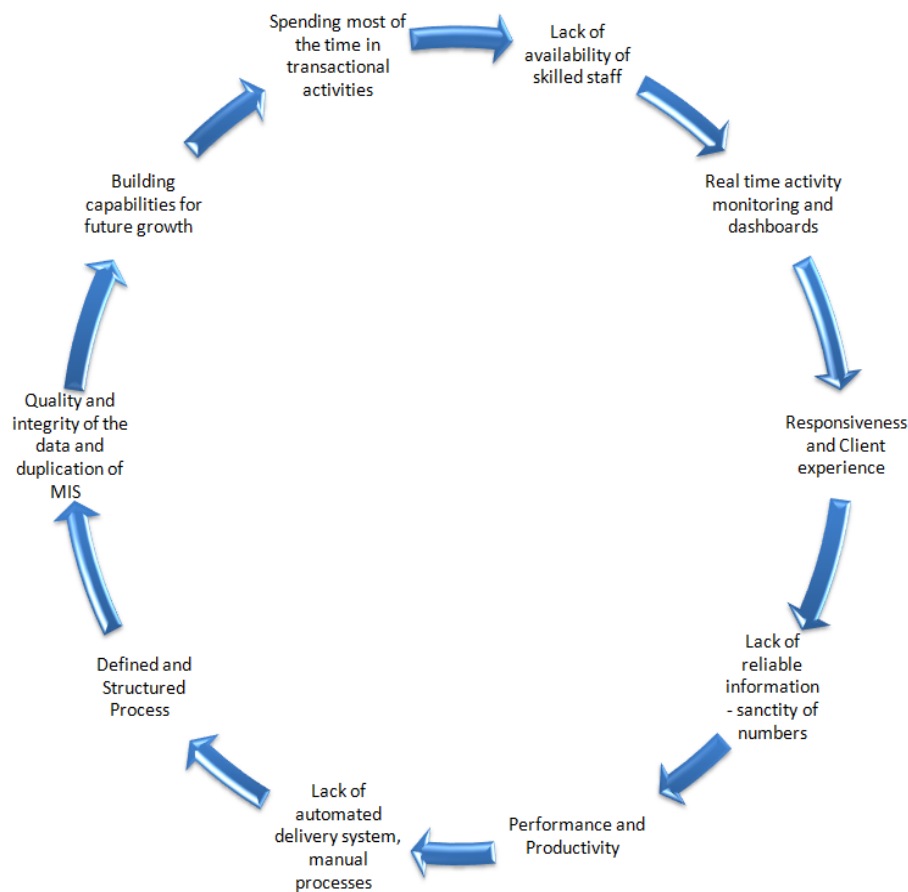 Spending most of
the time in
transactional
activities
Lack of
availability of
skilled staff
Real time activity
monitoring and
dashboards
Responsiveness
and Client
experience
Lack of
reliable
information
- sanctity of
numbers
Performance and
Productivity
Lack of
automated
delivery system,
manual
processes
Defined and
Structured
Process
Quality and
integrity of the
data and
duplication of
MIS
Building
capabilities for
future growth